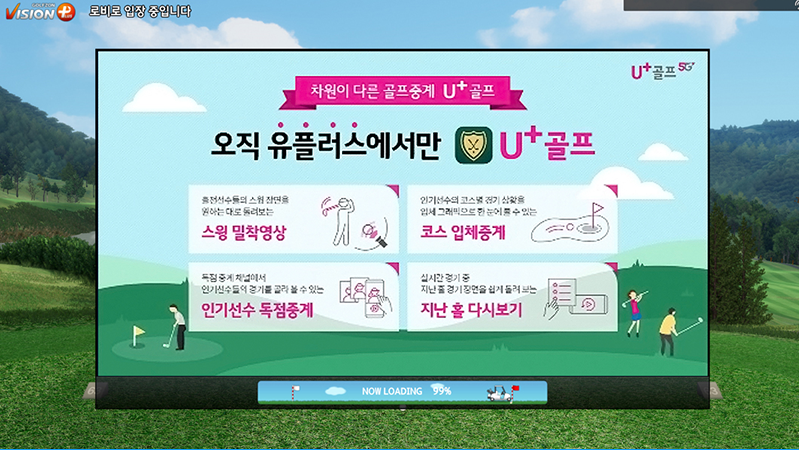 GOLFZON
VISION PLUS
로비로 입장 중입니다
U+골프 5G
차원이 다른 골프중계 U+골프
오직 유플러스에서만 U+골프
출전선수들의 스윙 장면을
원하는 대로 돌려보는
스윙 밀착영상
인기선수의 코스별 경기 상황을
입체 그래픽으로 한 눈에 볼 수 있는
코스 입체중계
독점 중계 채널에서
인기선수들의 경기를 골라 볼 수 있는
인기선수 독점중계
실시간 경기 중
지난 홀 경기 장면을 쉽게 돌려 보는
지난 홀 다시보기
NOW LOADING 99%